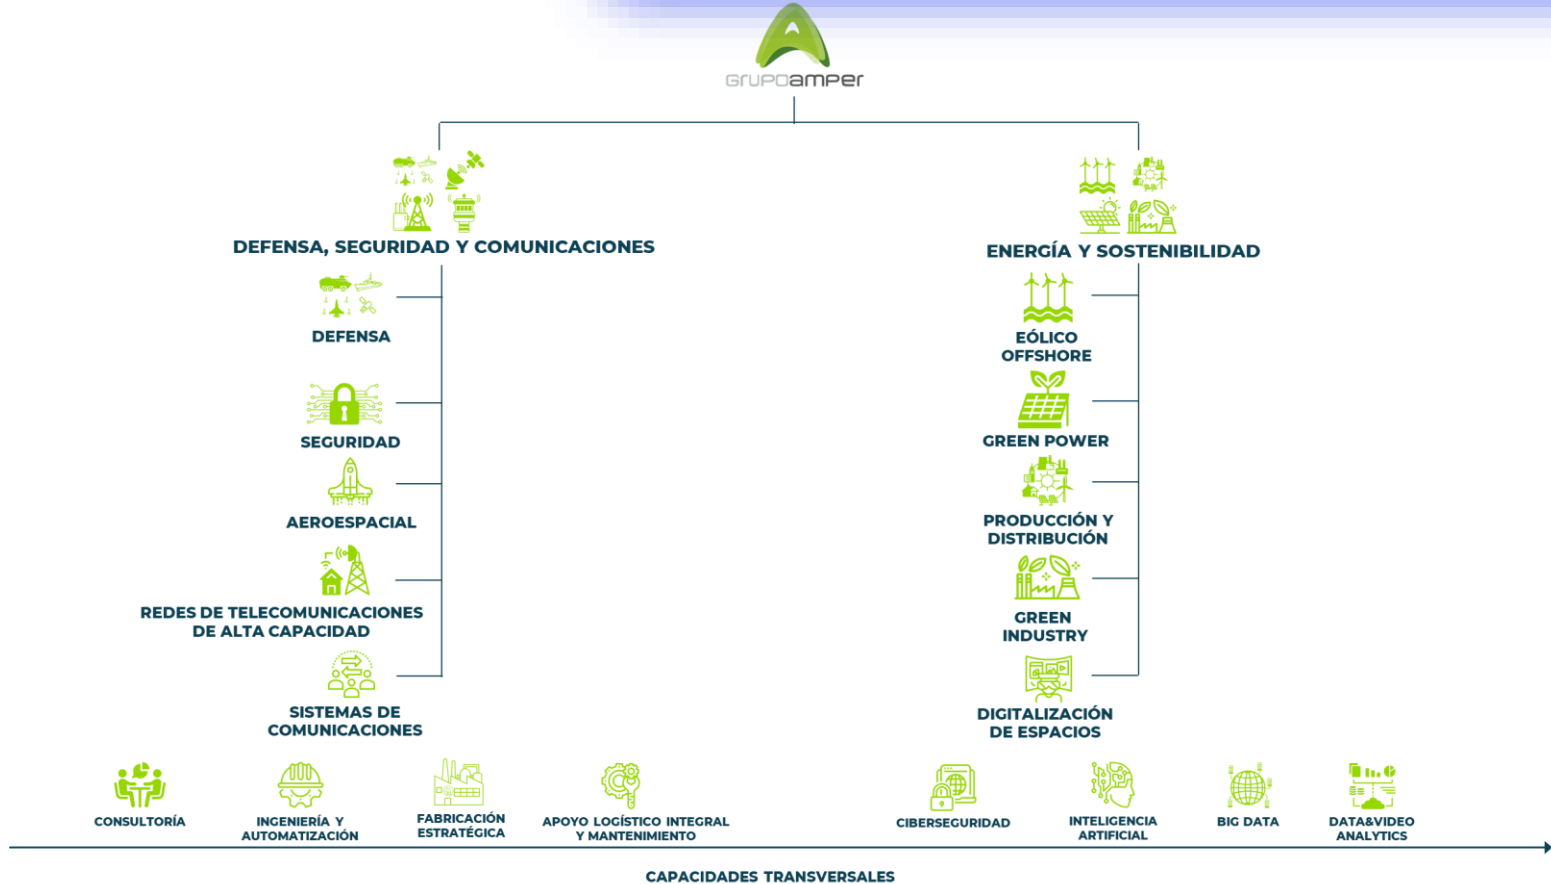 GRUPOAMPER
DEFENSA, SEGURIDAD Y COMUNICACIONES
DEFENSA
SEGURIDAD
AEROESPACIAL
REDES DE TELECOMUNICACIONES
DE ALTA CAPACIDAD
SISTEMAS DE
COMUNICACIONES
ENERGÍA Y SOSTENIBILIDAD
EÓLICO
OFFSHORE
GREEN POWER
PRODUCCIÓN Y
DISTRIBUCIÓN
GREEN
INDUSTRY
DIGITALIZACIÓN
DE ESPACIOS
CONSULTORÍA
INGENIERÍA Y
AUTOMATIZACIÓN
FABRICACIÓN
ESTRATÉGICA
APOYO LOGÍSTICO INTEGRAL
Y MANTENIMIENTO
CIBERSEGURIDAD
INTELIGENCIA
ARTIFICIAL
BIG DATA
DATA&VIDEO
ANALYTICS
CAPACIDADES TRANSVERSALES